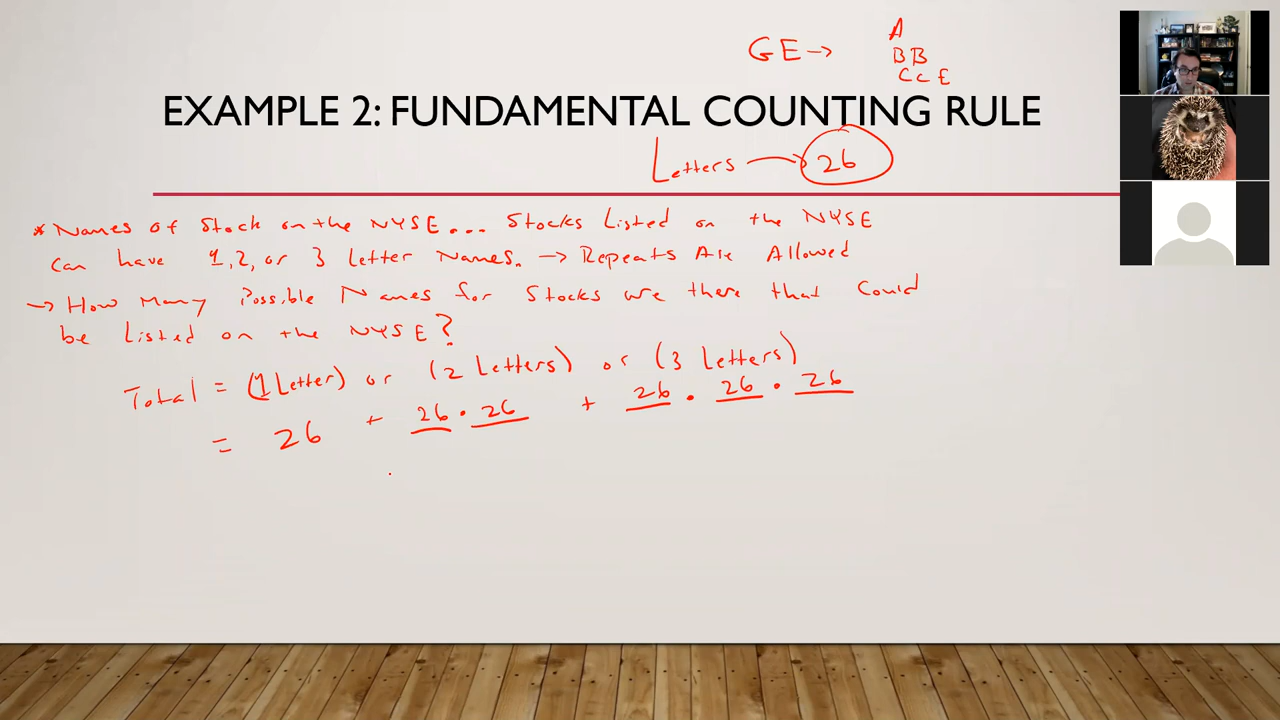 GE →
A
BB
CCE
EXAMPLE 2: FUNDAMENTAL COUNTING RULE
Letters → 26
* Names of Stock on the NYSE... Stocks Listed on the NYSE
can have 1, 2, or 3 letter Names. → Repeats Are Allowed
→ How Many Possible Names for Stocks are there that could
be Listed on the NYSE?
Total = (1 Letter) or (2 Letters) or (3 Letters)
= 26 + 26 · 26 + 26 · 26 · 26